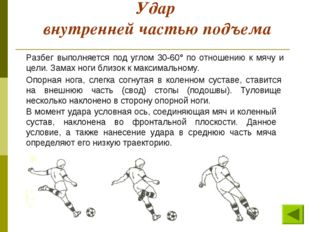 Удар
внутренней частью подъема
Разбег выполняется под углом 30-60° по отношению к мячу и
цели. Замах ноги близок к максимальному.
Опорная нога, слегка согнутая в коленном суставе, ставится
на внешнюю часть (свод) стопы (подошвы). Туловище
несколько наклонено в сторону опорной ноги.
В момент удара условная ось, соединяющая мяч и коленный
сустав, наклонена во фронтальной плоскости. Данное
условие, а также нанесение удара в среднюю часть мяча
определяют его низкую траекторию.